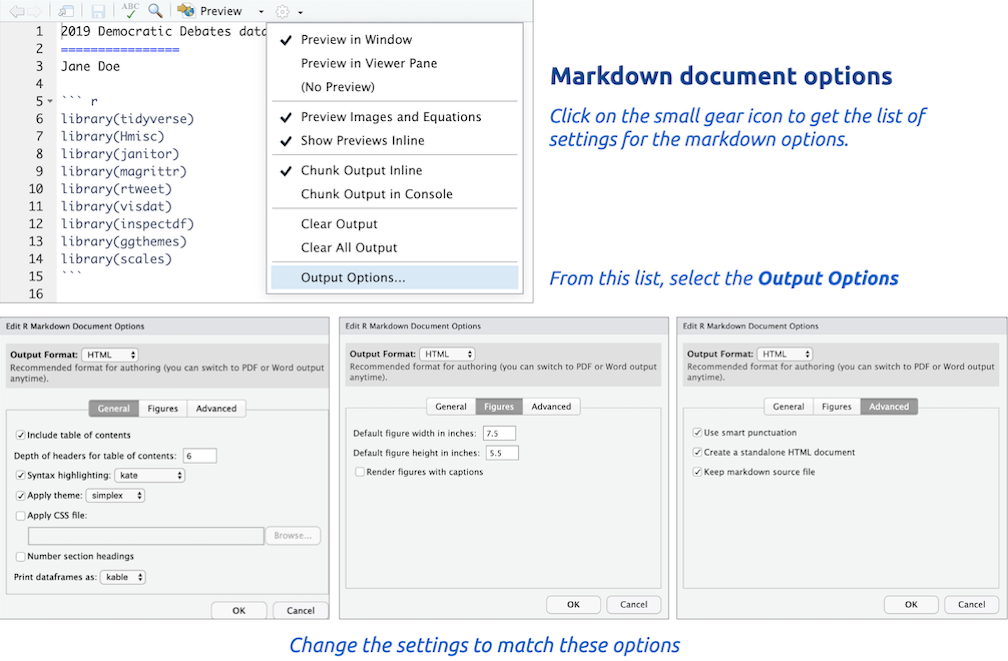 ABC
Preview
1 2019 Democratic Debates data
2 ================
3 Jane Doe
4
5 ``` r
6 library(tidyverse)
7 library(Hmisc)
8 library(janitor)
9 library(magrittr)
10 library(rtweet)
11 library(visdat)
12 library(inspectdf)
13 library(ggthemes)
14 library(scales)
15 ```
16
Preview in Window
Preview in Viewer Pane
(No Preview)
Preview Images and Equations
Show Previews Inline
Chunk Output Inline
Chunk Output in Console
Clear Output
Clear All Output
Output Options...
Markdown document options
Click on the small gear icon to get the list of
settings for the markdown options.
From this list, select the Output Options
Edit R Markdown Document Options
Output Format: HTML
Recommended format for authoring (you can switch to PDF or Word output
anytime).
General Figures Advanced
Include table of contents
Depth of headers for table of contents: 6
Syntax highlighting: kate
Apply theme: simplex
Apply CSS file:
Browse...
Number section headings
Print dataframes as: kable
OK Cancel
Edit R Markdown Document Options
Output Format: HTML
Recommended format for authoring (you can switch to PDF or Word output
anytime).
General Figures Advanced
Default figure width in inches: 7.5
Default figure height in inches: 5.5
Render figures with captions
OK Cancel
Edit R Markdown Document Options
Output Format: HTML
Recommended format for authoring (you can switch to PDF or Word output
anytime).
General Figures Advanced
Use smart punctuation
Create a standalone HTML document
Keep markdown source file
OK Cancel
Change the settings to match these options